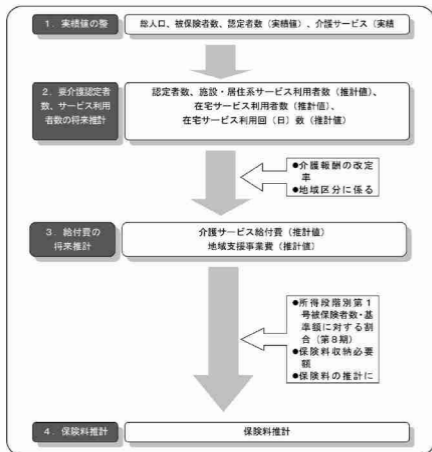 1．実績値の整
総人口、被保険者数、認定者数（実績値）、介護サービス（実績
2．要介護認定者
数、サービス利用
者数の将来推計
認定者数、施設・居住系サービス利用者数（推計値）、
在宅サービス利用者数（推計値）、
在宅サービス利用回（日）数（推計値）
●介護報酬の改定
率
●地域区分に係る
3．給付費の
将来推計
介護サービス給付費（推計値）
地域支援事業費（推計値）
●所得段階別第1
号被保険者数・基
準額に対する割
合（第8期）
●保険料収納必要
額
●保険料の推計に
4．保険料推計
保険料推計